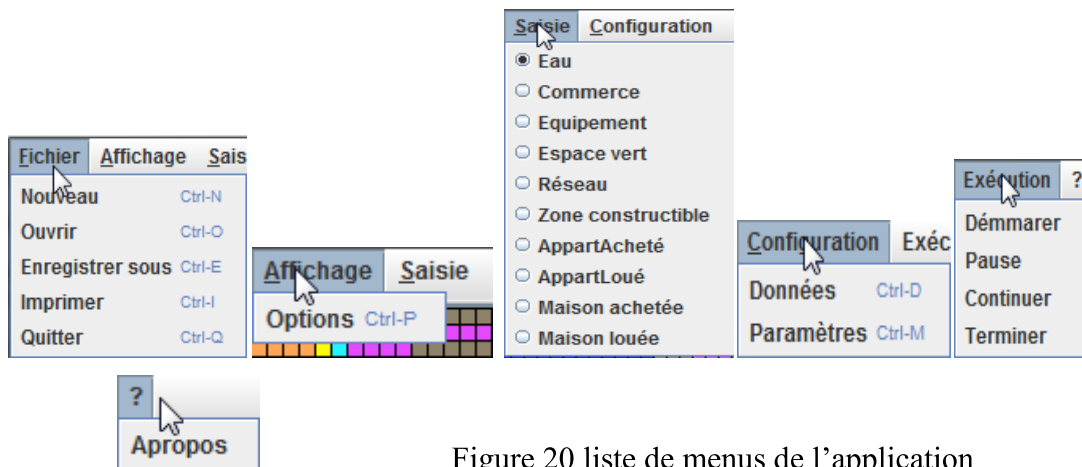 Fichier Affichage Sais
Nouveau Ctrl-N
Ouvrir Ctrl-O
Enregistrer sous Ctrl-E
Imprimer Ctrl-I
Quitter Ctrl-Q
Affichage Saisie
Options Ctrl-P
Saisie Configuration
Eau
Commerce
Equipement
Espace vert
Réseau
Zone constructible
AppartAcheté
AppartLoué
Maison achetée
Maison louée
Configuration Exéc
Données Ctrl-D
Paramètres Ctrl-M
Exécution ?
Démmarer
Pause
Continuer
Terminer
?
Apropos
Figure 20 liste de menus de l’application